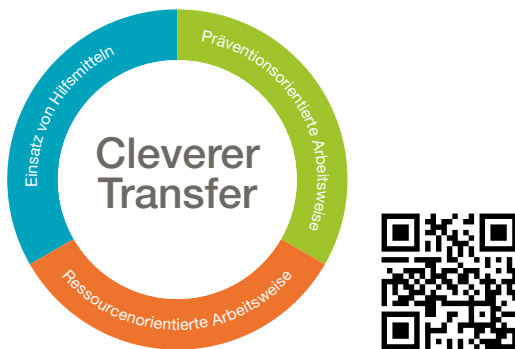 Einsatz von Hilfsmitteln
Präventionsorientierte Arbeitsweise
Cleverer
Transfer
Ressourcenorientierte Arbeitsweise